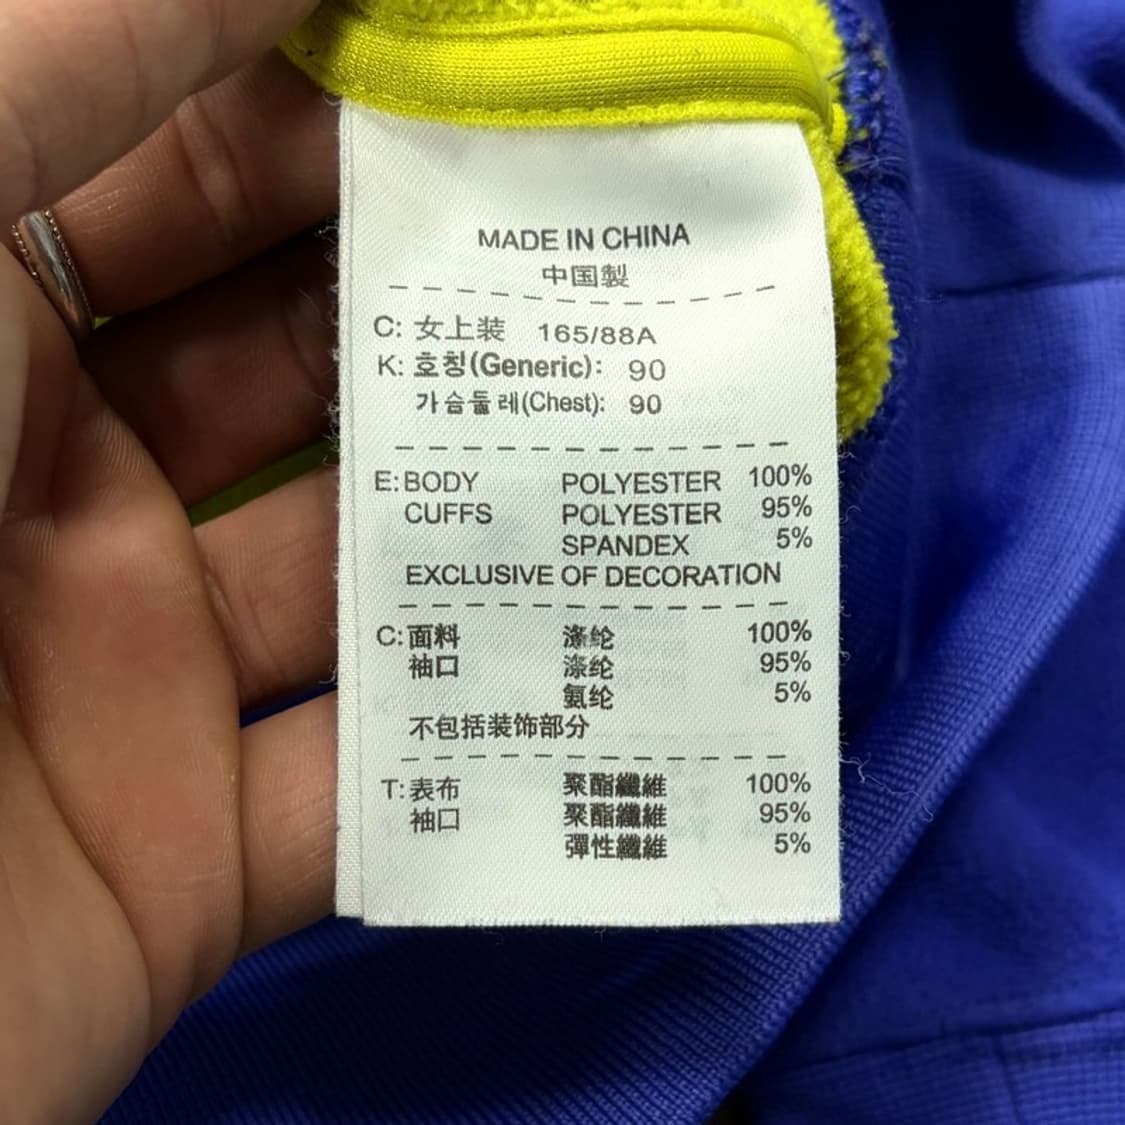 MADE IN CHINA
中国製
C: 女上装 165/88A
K: 호칭(Generic): 90
가슴둘레(Chest): 90
E: BODY POLYESTER 100%
CUFFS POLYESTER 95%
SPANDEX 5%
EXCLUSIVE OF DECORATION
C: 面料 涤纶 100%
袖口 涤纶 95%
氨纶 5%
不包括装饰部分
T: 表布 聚酯纖維 100%
袖口 聚酯纖維 95%
彈性纖維 5%